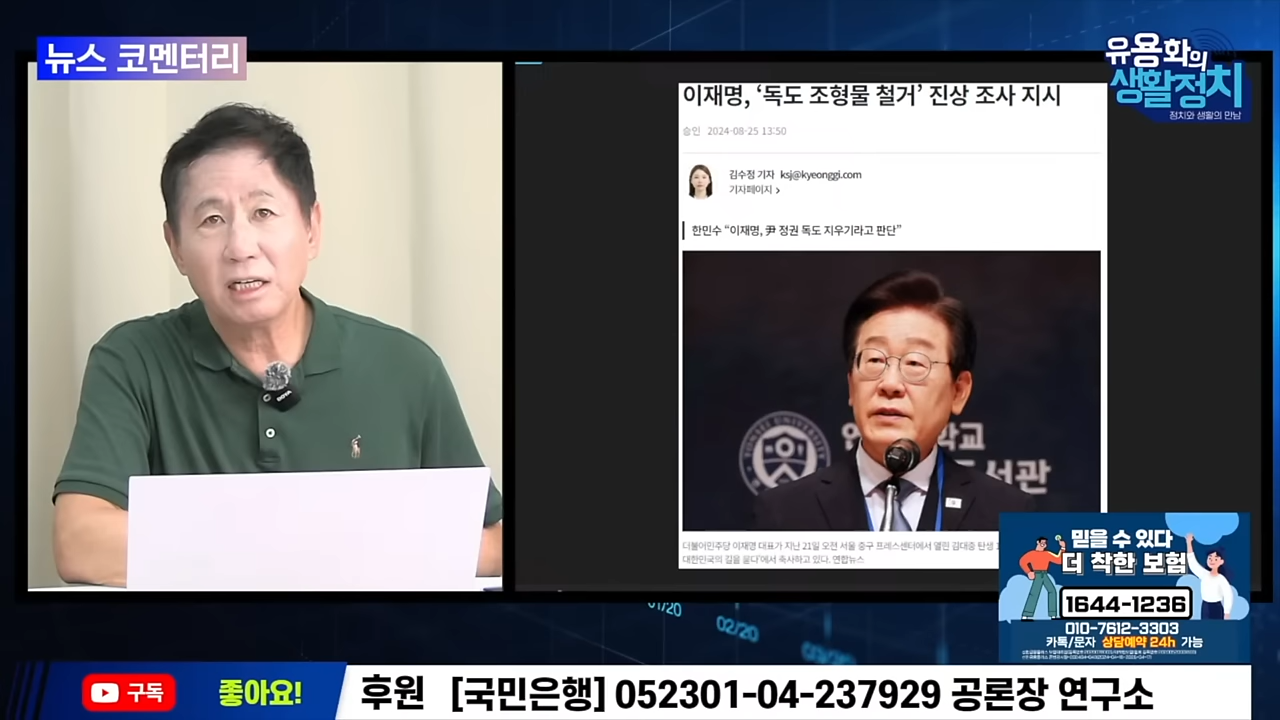 뉴스 코멘터리
유용화의
생활정치
정치와 생활의 만남
이재명, ‘독도 조형물 철거’ 진상 조사 지시
승인 2024-08-25 13:50
김수정 기자 ksj@kyeonggi.com
기자페이지 >
한민수 “이재명, 尹 정권 독도 지우기라고 판단”
YONSEI UNIVERSITY
더불어민주당 이재명 대표가 지난 21일 오전 서울 중구 프레스센터에서 열린 김대중 탄생
대한민국의 길을 묻다'에서 축사하고 있다. 연합뉴스
믿을 수 있다
더 착한 보험
1644-1236
010-7612-3303
카톡/문자 상담예약 24h 가능
01/20
02/20
구독
좋아요!
후원 [국민은행] 052301-04-237929 공론장 연구소